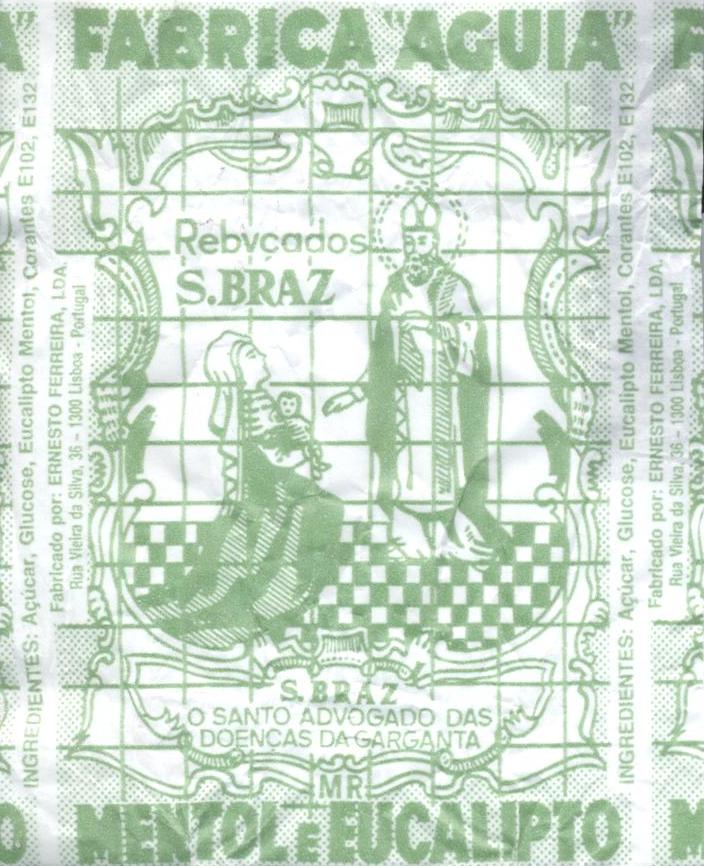 FÁBRICA "AGUIA"
Rebvçados
S.BRAZ
S.BRAZ
O SANTO ADVOGADO DAS
DOENÇAS DA GARGANTA
MR
MENTOL E EUCALIPTO
INGREDIENTES: Açúcar, Glucose, Eucalipto Mentol, Corantes E102, E132
Fabricado por: ERNESTO FERREIRA, LDA.
Rua Vieira da Silva, 36 – 1300 Lisboa - Portugal
INGREDIENTES: Açúcar, Glucose, Eucalipto Mentol, Corantes E102, E132
Fabricado por: ERNESTO FERREIRA, LDA.
Rua Vieira da Silva, 36 – 1300 Lisboa - Portugal